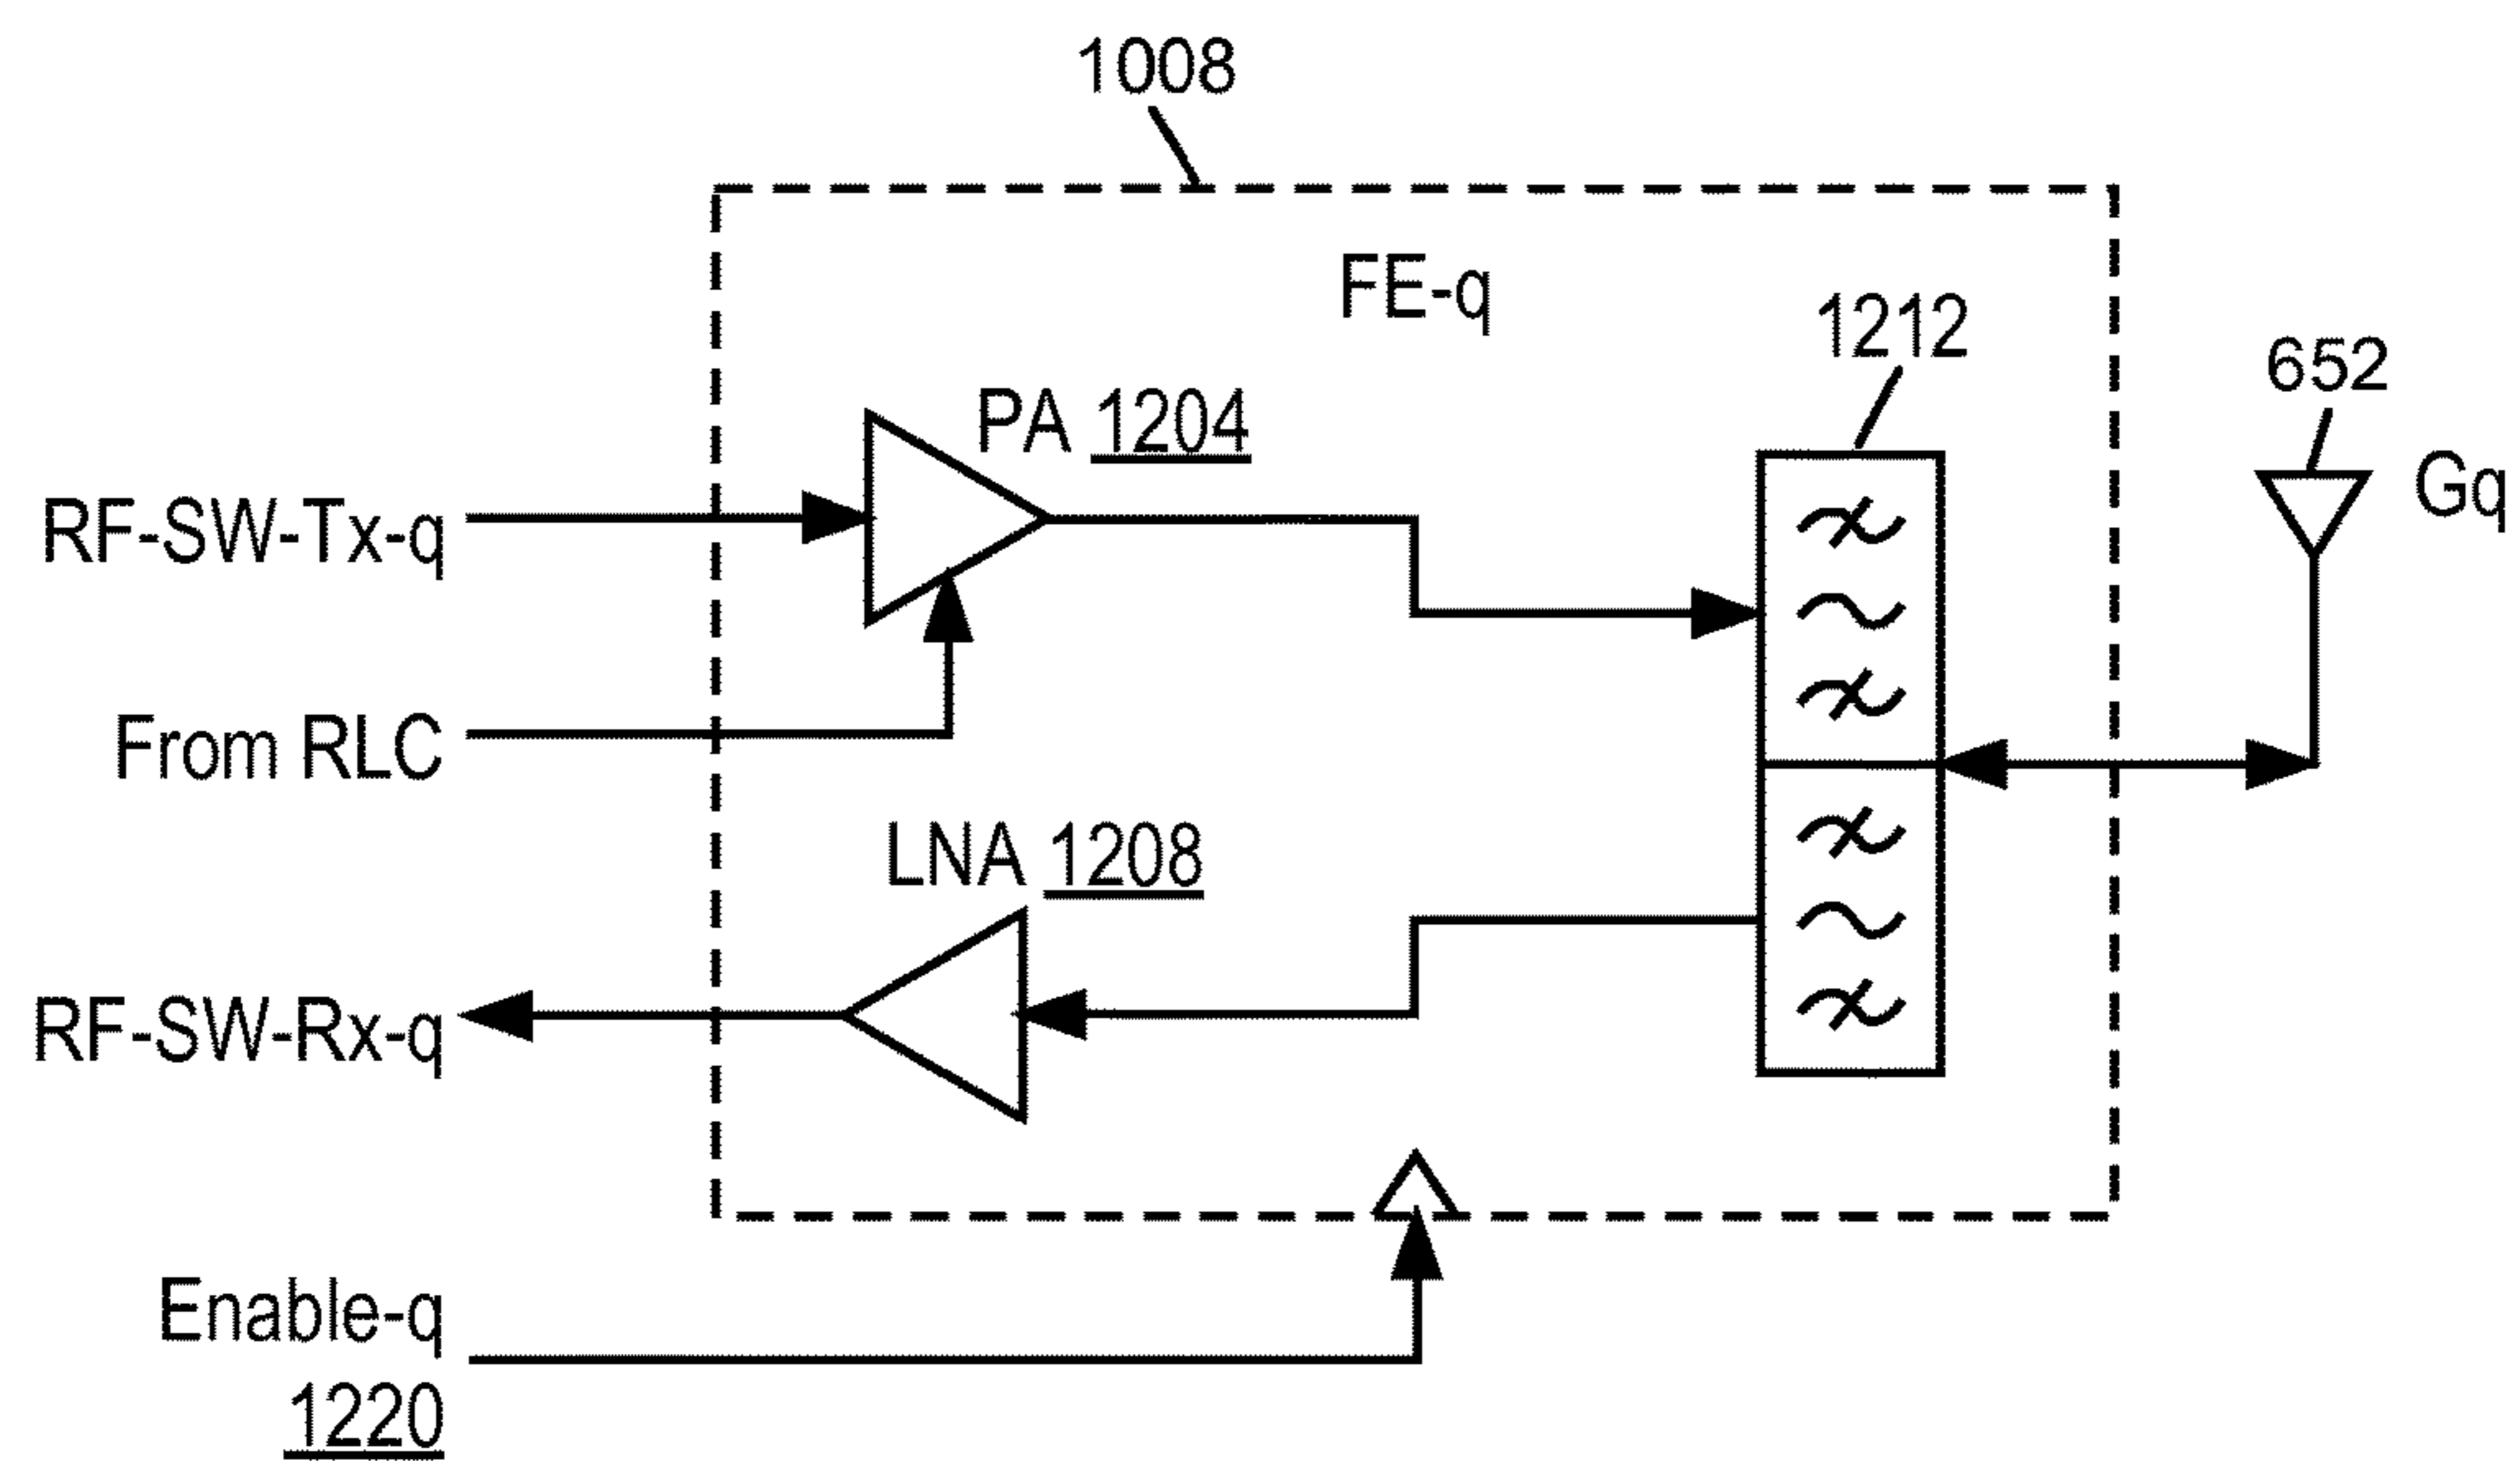 1008
FE-q
1212
652
Gq
PA 1204
RF-SW-Tx-q
From RLC
LNA 1208
RF-SW-Rx-q
Enable-q
1220